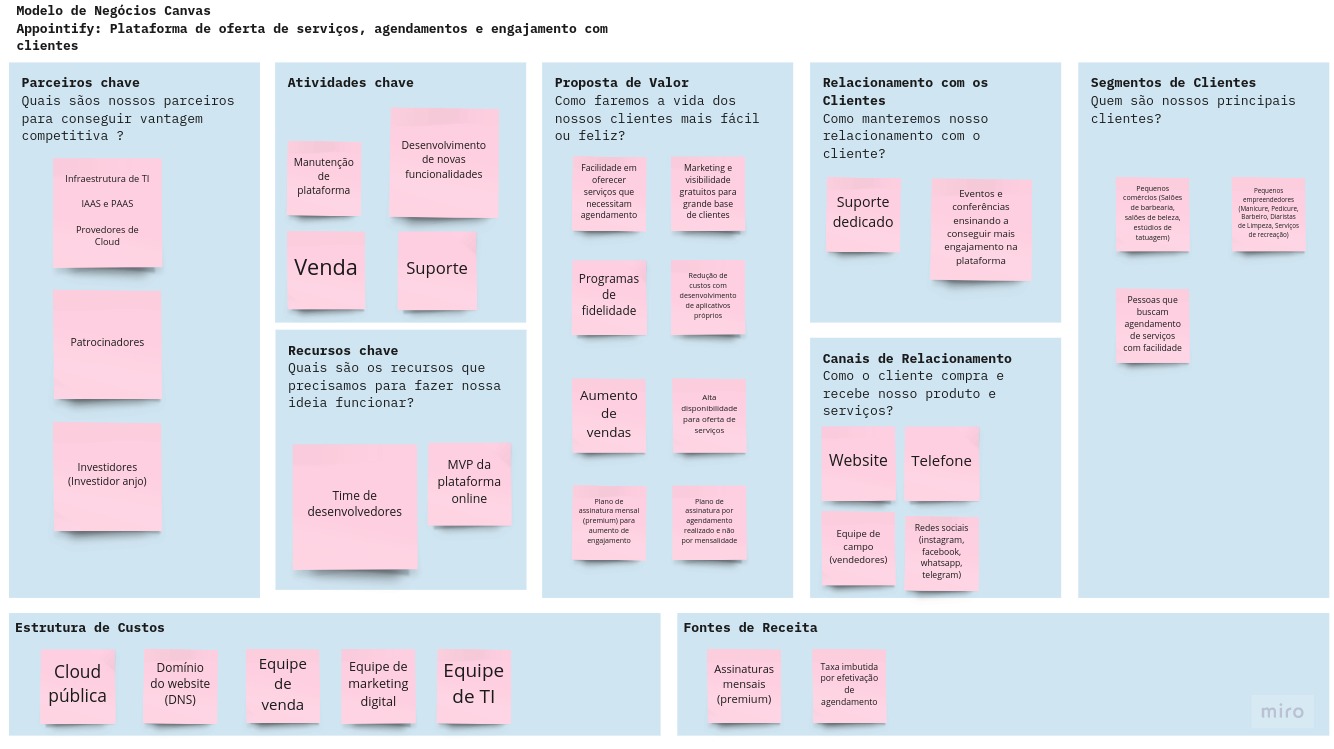 Modelo de Negócios Canvas
Appointify: Plataforma de oferta de serviços, agendamentos e engajamento com
clientes
Parceiros chave
Quais sãos nossos parceiros
para conseguir vantagem
competitiva ?
Infraestrutura de TI
IAAS e PAAS
Provedores de
Cloud
Patrocinadores
Investidores
(Investidor anjo)
Atividades chave
Manutenção
de
plataforma
Desenvolvimento
de novas
funcionalidades
Venda
Suporte
Recursos chave
Quais são os recursos que
precisamos para fazer nossa
ideia funcionar?
Time de
desenvolvedores
MVP da
plataforma
online
Proposta de Valor
Como faremos a vida dos
nossos clientes mais fácil
ou feliz?
Facilidade em
oferecer
serviços que
necessitam
agendamento
Marketing e
visibilidade
gratuitos para
grande base
de clientes
Programas
de
fidelidade
Redução de
custos com
desenvolvimento
de aplicativos
próprios
Aumento
de
vendas
Alta
disponibilidade
para oferta de
serviços
Plano de
assinatura mensal
(premium) para
aumento de
engajamento
Plano de
assinatura por
agendamento
realizado e não
por mensalidade
Relacionamento com os
Clientes
Como manteremos nosso
relacionamento com o
cliente?
Suporte
dedicado
Eventos e
conferências
ensinando a
conseguir mais
engajamento na
plataforma
Canais de Relacionamento
Como o cliente compra e
recebe nosso produto e
serviços?
Website
Telefone
Equipe de
campo
(vendedores)
Redes sociais
(instagram,
facebook,
whatsapp,
telegram)
Segmentos de Clientes
Quem são nossos principais
clientes?
Pequenos
comércios (Salões
de barbearia,
salões de beleza,
estúdios de
tatuagem)
Pequenos
empreendedores
(Manicure, Pedicure,
Barbeiro, Diaristas
de Limpeza, Serviços
de recreação)
Pessoas que
buscam
agendamento
de serviços
com facilidade
Estrutura de Custos
Cloud
pública
Domínio
do website
(DNS)
Equipe
de
venda
Equipe de
marketing
digital
Equipe
de TI
Fontes de Receita
Assinaturas
mensais
(premium)
Taxa imbutida
por efetivação
de
agendamento
miro